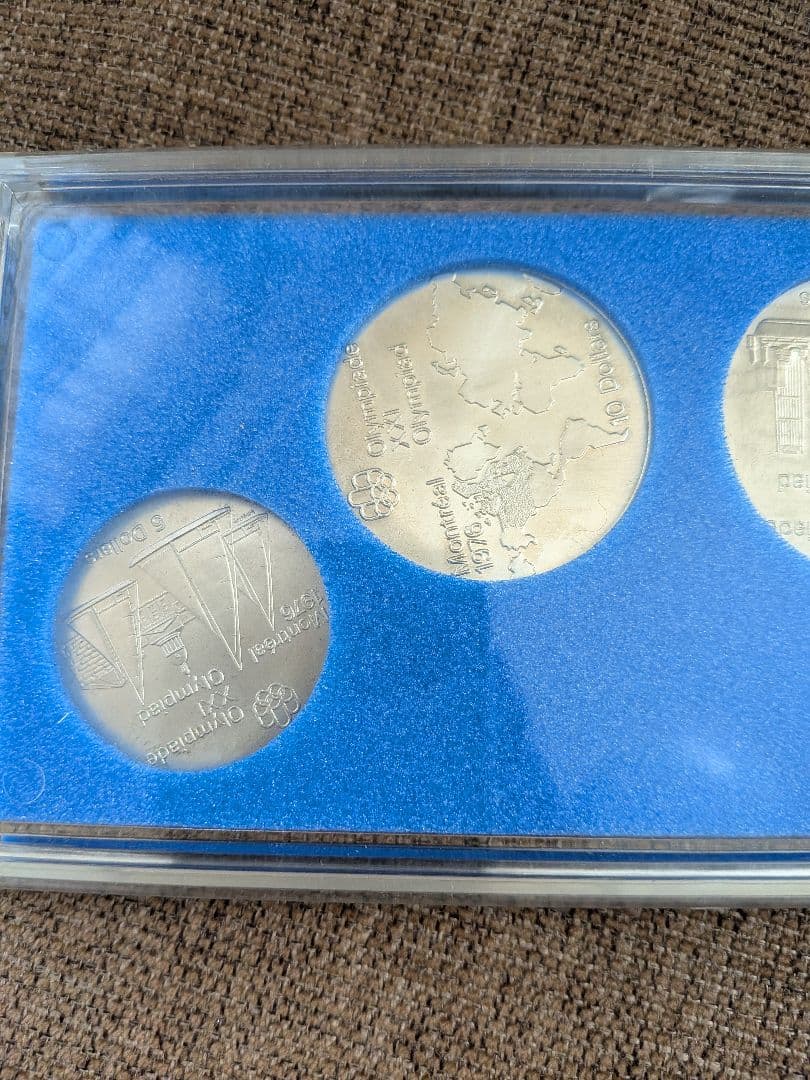 5 Dollars
Montréal
1976
Olympiade
XXI
Olympiad
10 Dollars
Olympiade
XXI
Olympiad
Montréal
1976